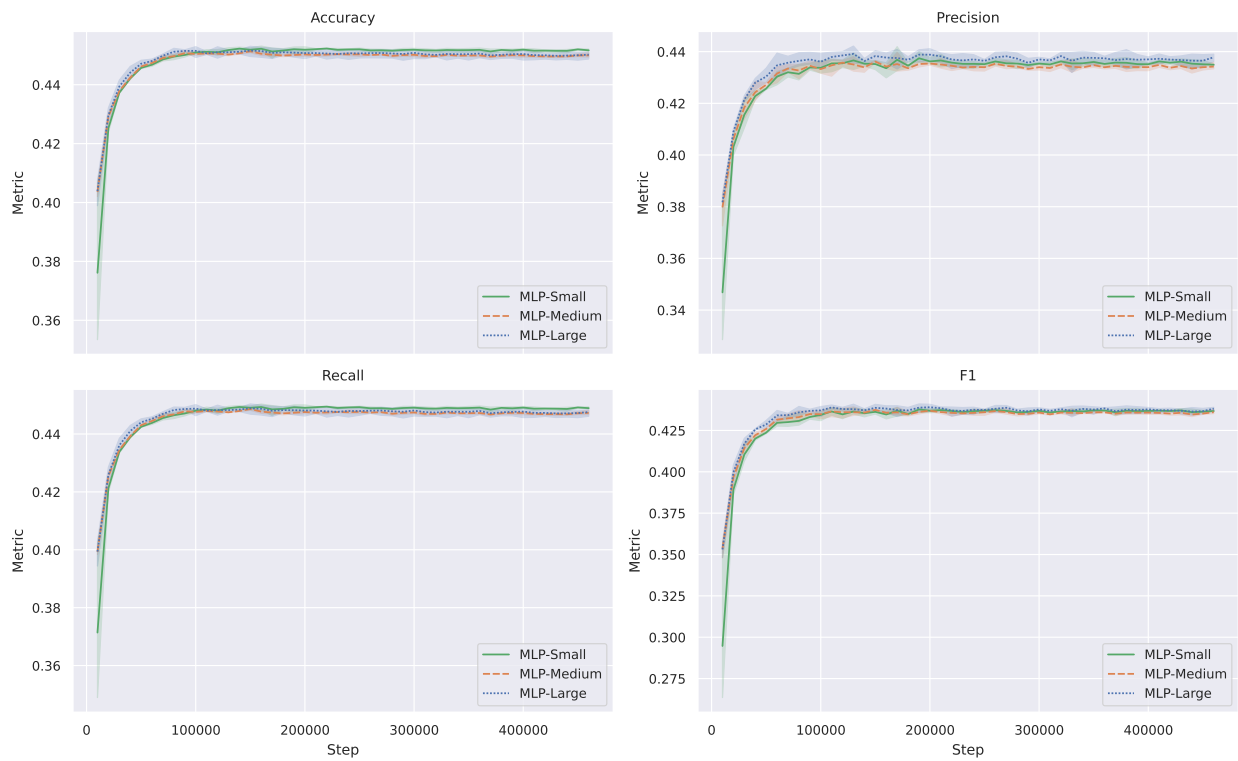 Accuracy
Metric
0.44
0.42
0.40
0.38
0.36
MLP-Small
MLP-Medium
MLP-Large
Precision
Metric
0.44
0.42
0.40
0.38
0.36
0.34
MLP-Small
MLP-Medium
MLP-Large
Recall
Metric
0.44
0.42
0.40
0.38
0.36
MLP-Small
MLP-Medium
MLP-Large
0 100000 200000 300000 400000
Step
F1
Metric
0.425
0.400
0.375
0.350
0.325
0.300
0.275
MLP-Small
MLP-Medium
MLP-Large
0 100000 200000 300000 400000
Step